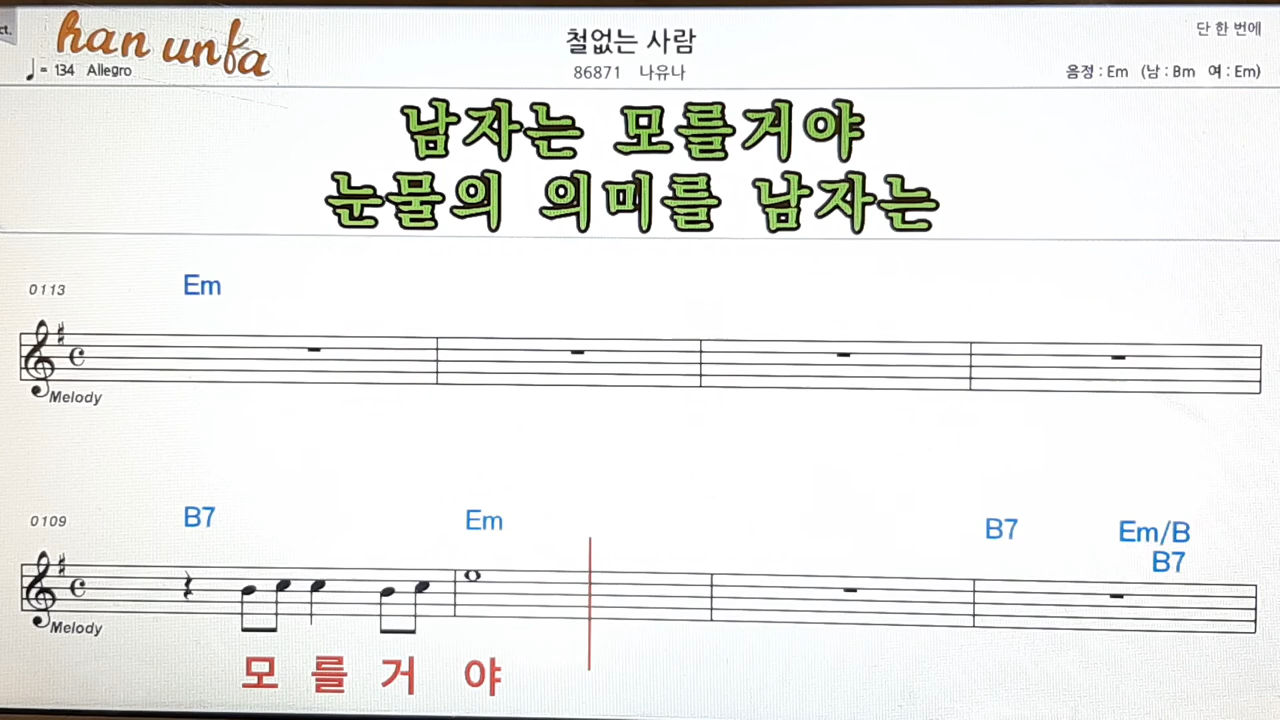 ct.
han unfa
철없는 사람
단 한 번에
♩= 134 Allegro
86871 나유나
음정 : Em (남 : Bm 여 : Em)
남자는 모를거야
눈물의 의미를 남자는
0113 Em
Melody
0109 B7 Em B7 Em/B
B7
Melody
모 를 거 야